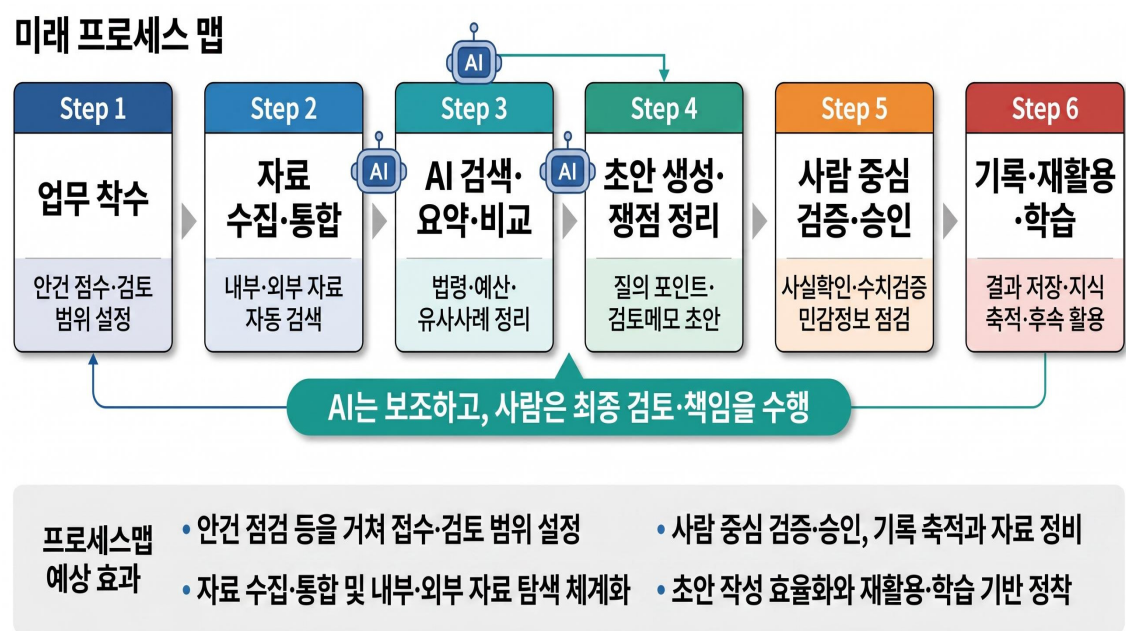 미래 프로세스 맵
AI
Step 1
업무 착수
안건 점수·검토
범위 설정
Step 2
자료
수집·통합
내부·외부 자료
자동 검색
AI
Step 3
AI 검색·
요약·비교
법령·예산·
유사사례 정리
AI
Step 4
초안 생성·
쟁점 정리
질의 포인트·
검토메모 초안
Step 5
사람 중심
검증·승인
사실확인·수치검증
민감정보 점검
Step 6
기록·재활용
·학습
결과 저장·지식
축적·후속 활용
AI는 보조하고, 사람은 최종 검토·책임을 수행
프로세스맵
예상 효과
• 안건 점검 등을 거쳐 접수·검토 범위 설정
• 자료 수집·통합 및 내부·외부 자료 탐색 체계화
• 사람 중심 검증·승인, 기록 축적과 자료 정비
• 초안 작성 효율화와 재활용·학습 기반 정착